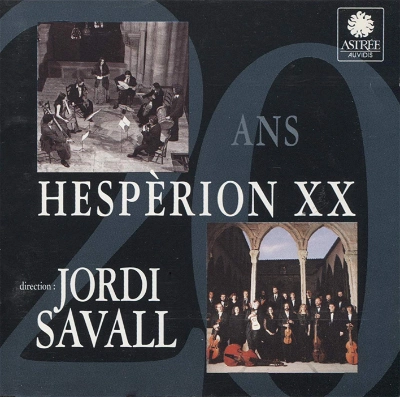 ASTRÉE
AUVIDIS
20
ANS
HESPÈRION XX
direction :
JORDI
SAVALL